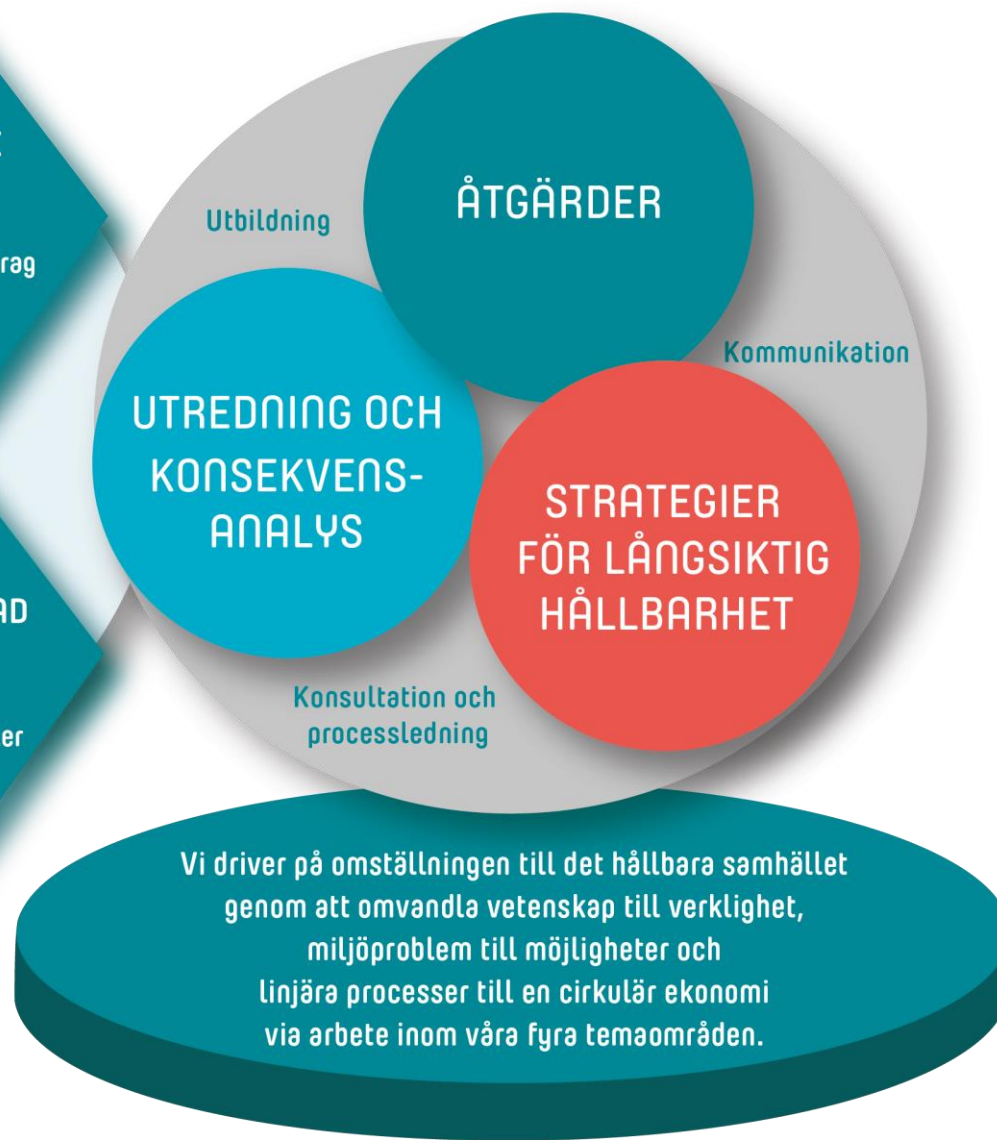 Utbildning
ÅTGÄRDER
Kommunikation
UTREDNING OCH
KONSEKVENS-
ANALYS
STRATEGIER
FÖR LÅNGSIKTIG
HÅLLBARHET
Konsultation och
processledning
Vi driver på omställningen till det hållbara samhället
genom att omvandla vetenskap till verklighet,
miljöproblem till möjligheter och
linjära processer till en cirkulär ekonomi
via arbete inom våra fyra temaområden.